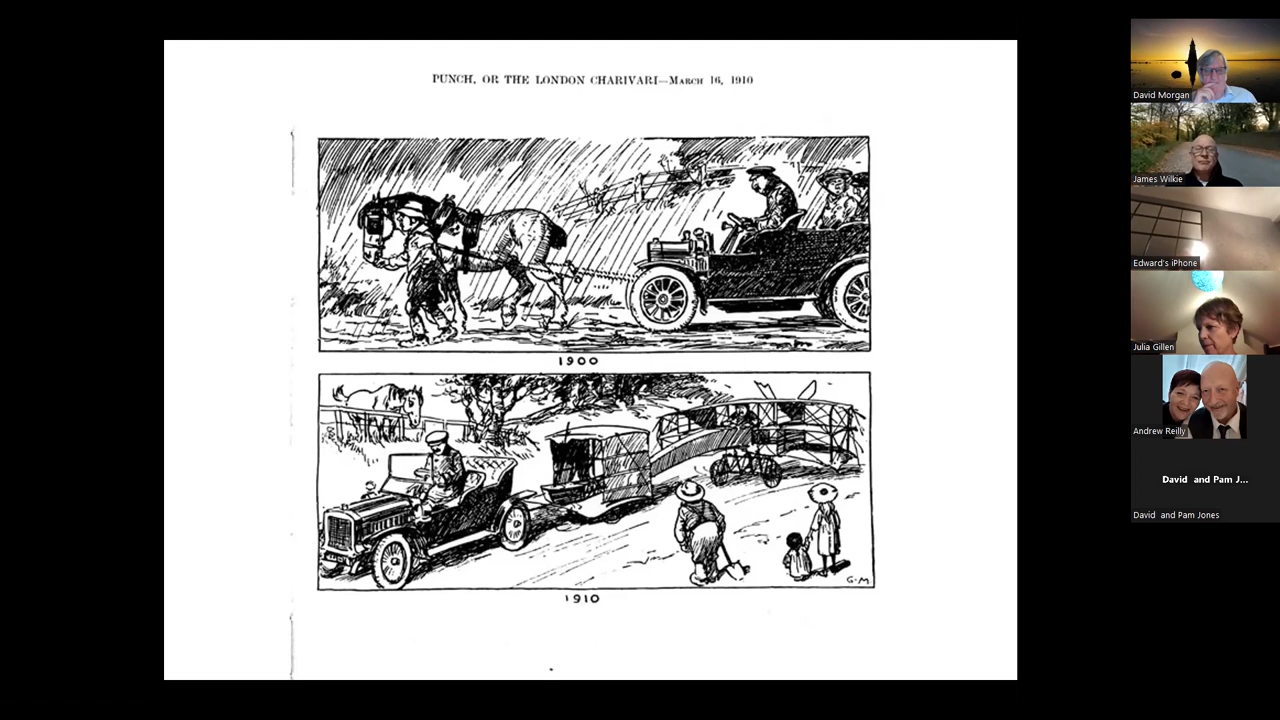 PUNCH, OR THE LONDON CHARIVARI—MARCH 16, 1910
1900
G.M
1910
David Morgan
James Wilkie
Edward's iPhone
Julia Gillen
Andrew Reilly
David and Pam J...
David and Pam Jones